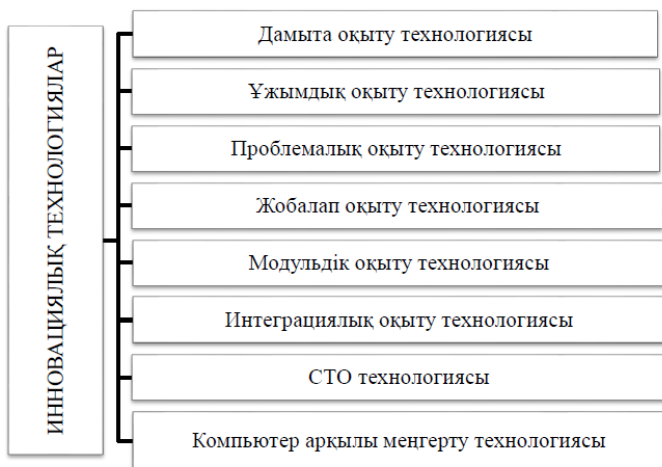 ИННОВАЦИЯЛЫҚ ТЕХНОЛОГИЯЛАР
Дамыта оқыту технологиясы
Ұжымдық оқыту технологиясы
Проблемалық оқыту технологиясы
Жобалап оқыту технологиясы
Модульдік оқыту технологиясы
Интеграциялық оқыту технологиясы
СТО технологиясы
Компьютер арқылы меңгерту технологиясы